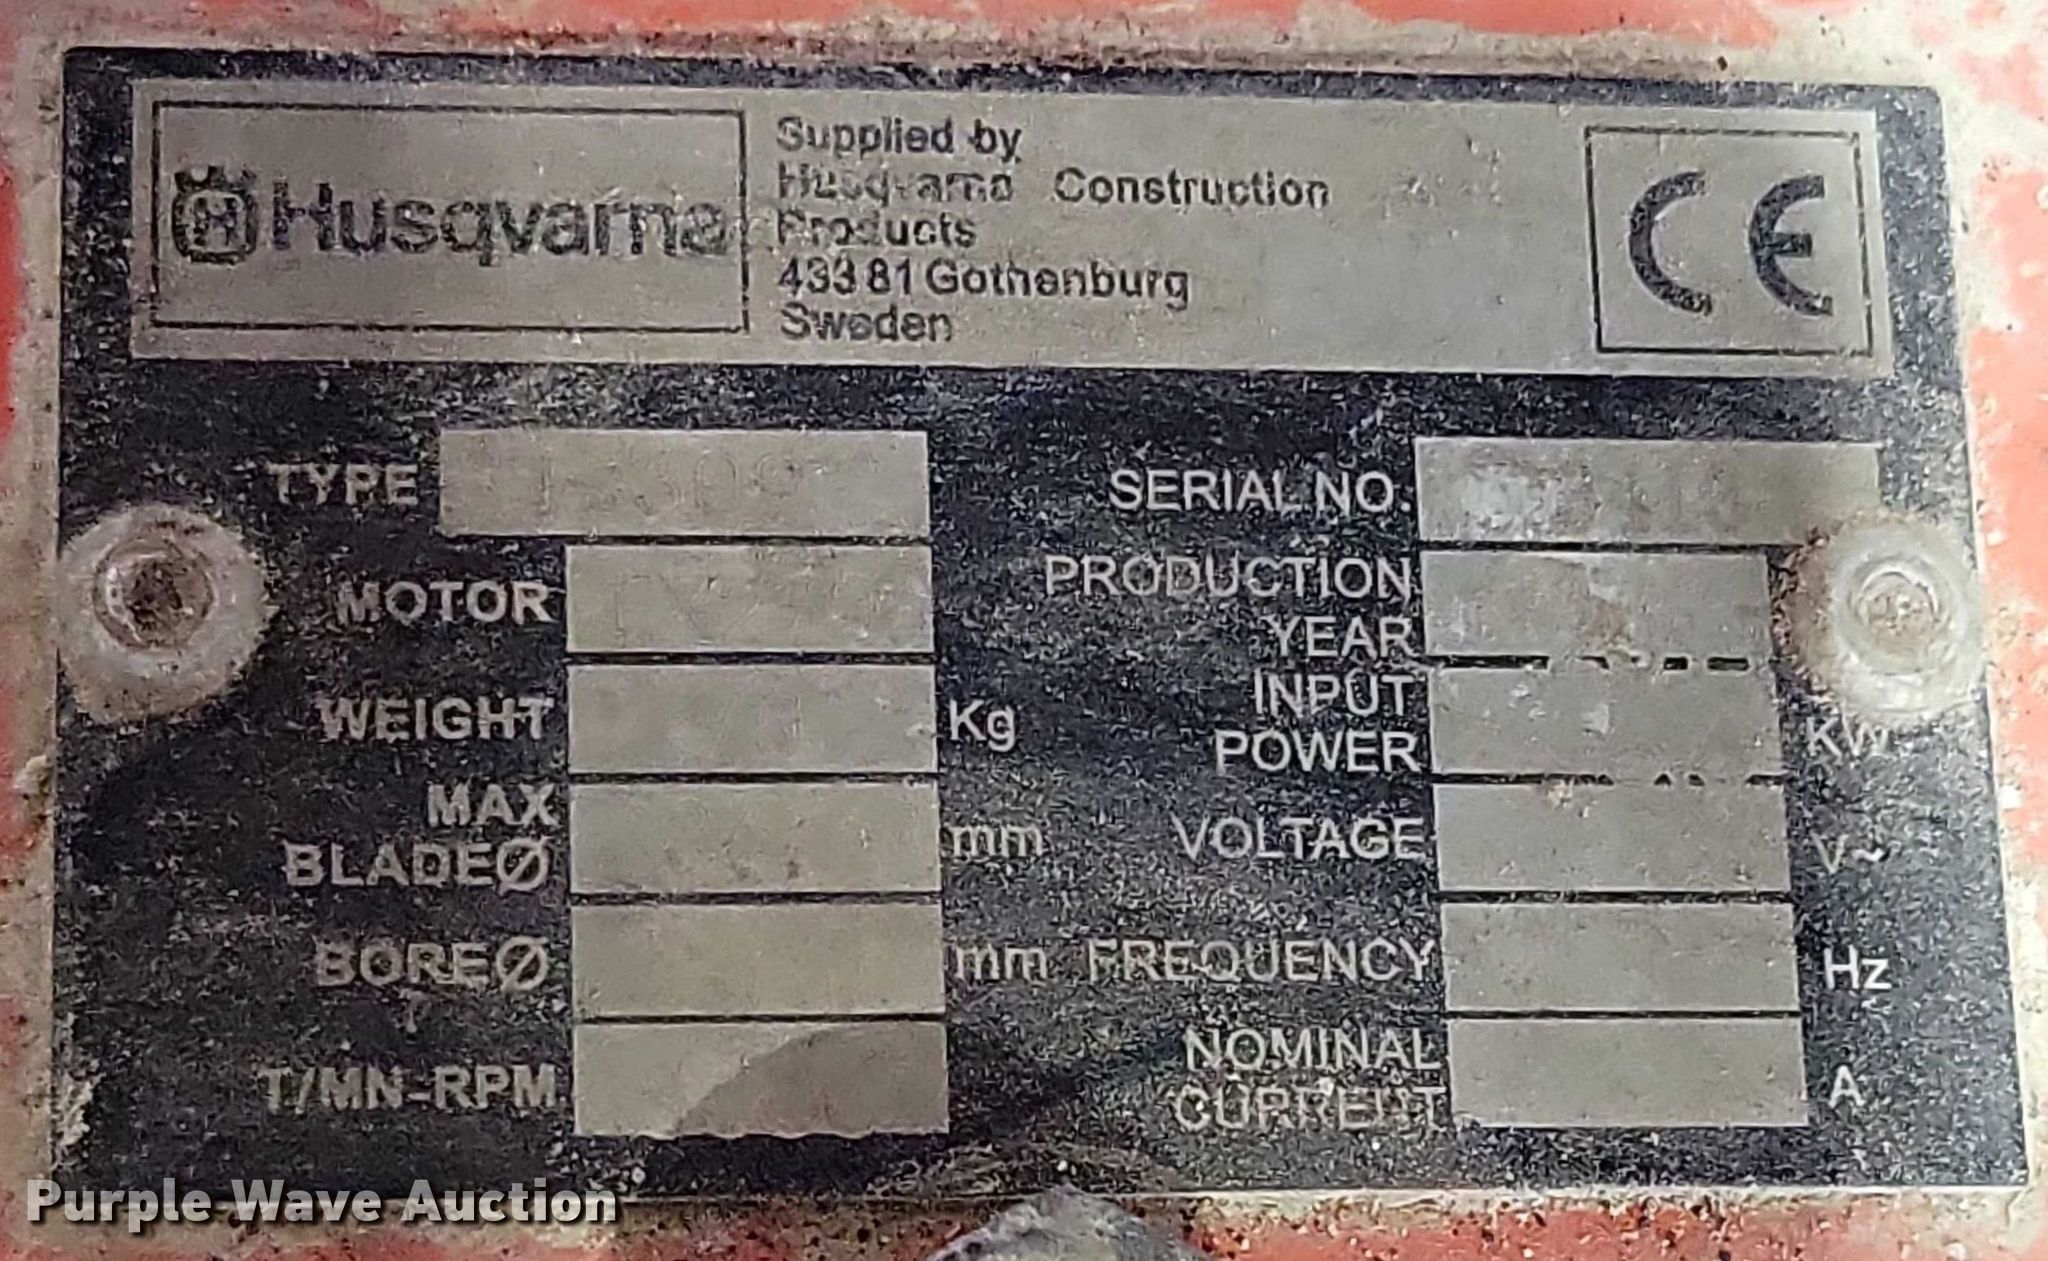 Husqvarna
Supplied by
Husqvarna Construction
Products
433 81 Gothenburg
Sweden
CE
TYPE
MOTOR
WEIGHT Kg
MAX
BLADEØ mm
BOREØ mm
T/MN-RPM
SERIAL NO.
PRODUCTION
YEAR
INPUT
POWER KW
VOLTAGE V~
FREQUENCY Hz
NOMINAL
CURRENT A
Purple Wave Auction